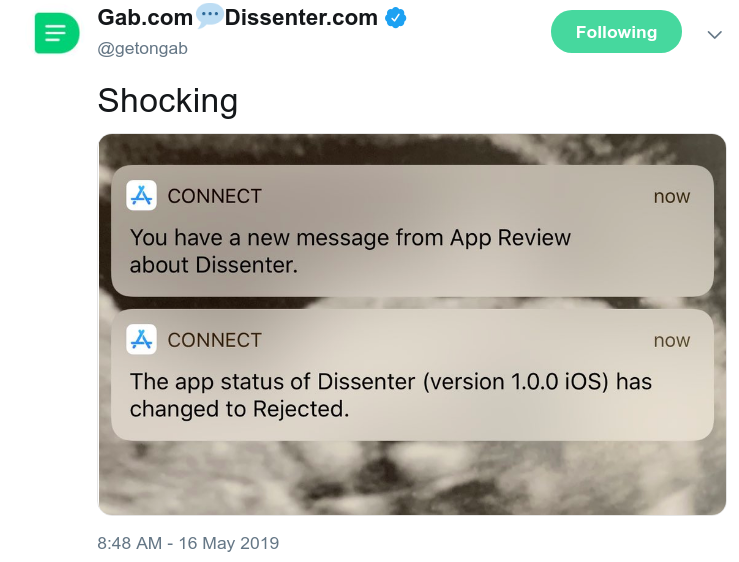 Gab.com💬Dissenter.com
@getongab
Following
Shocking
CONNECT now
You have a new message from App Review
about Dissenter.
CONNECT now
The app status of Dissenter (version 1.0.0 iOS) has
changed to Rejected.
8:48 AM - 16 May 2019